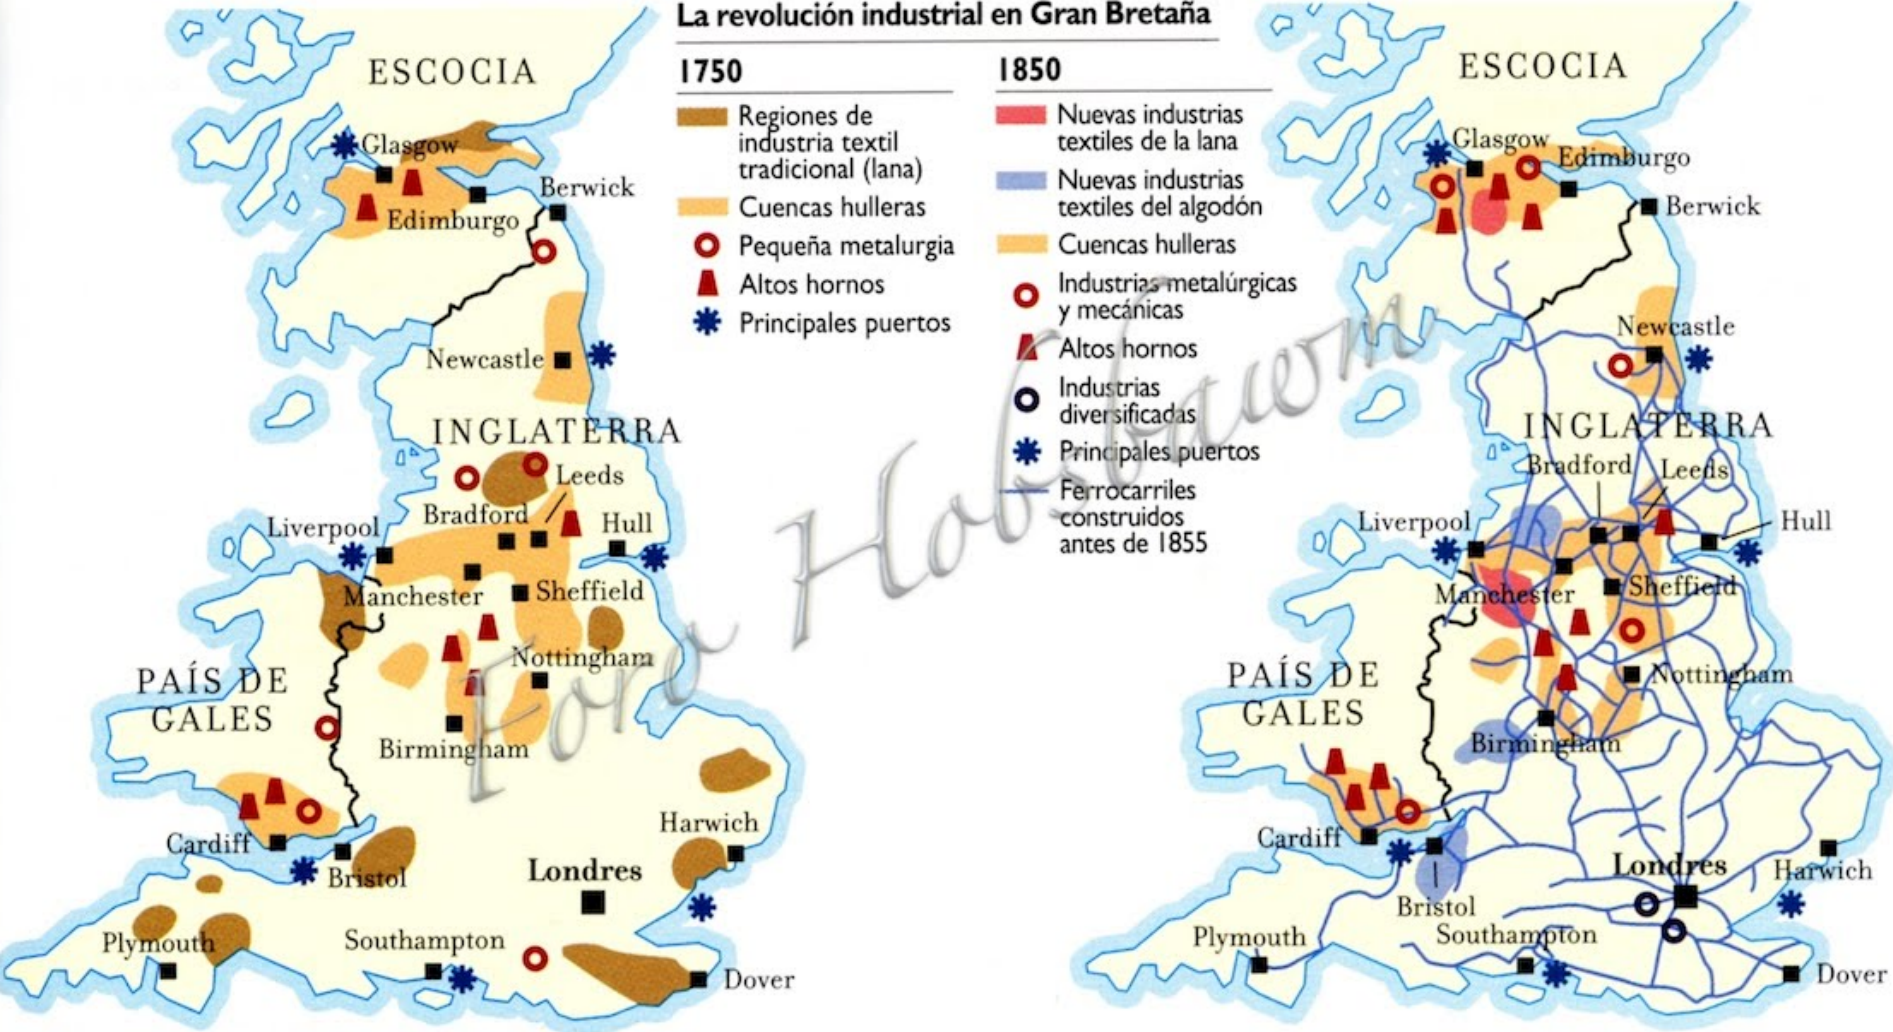 La revolución industrial en Gran Bretaña
1750
Regiones de
industria textil
tradicional (lana)
Cuencas hulleras
Pequeña metalurgia
Altos hornos
Principales puertos
1850
Nuevas industrias
textiles de la lana
Nuevas industrias
textiles del algodón
Cuencas hulleras
Industrias metalúrgicas
y mecánicas
Altos hornos
Industrias
diversificadas
Principales puertos
Ferrocarriles
construidos
antes de 1855
ESCOCIA
Glasgow
Berwick
Edimburgo
Newcastle
INGLATERRA
Leeds
Bradford
Liverpool
Hull
Manchester
Sheffield
Nottingham
PAÍS DE
GALES
Birmingham
Harwich
Cardiff
Londres
Bristol
Plymouth
Southampton
Dover
ESCOCIA
Glasgow
Edimburgo
Berwick
Newcastle
INGLATERRA
Bradford
Leeds
Liverpool
Hull
Manchester
Sheffield
PAÍS DE
GALES
Nottingham
Birmingham
Cardiff
Londres
Harwich
Bristol
Plymouth
Southampton
Dover
Foro Hobsbawm